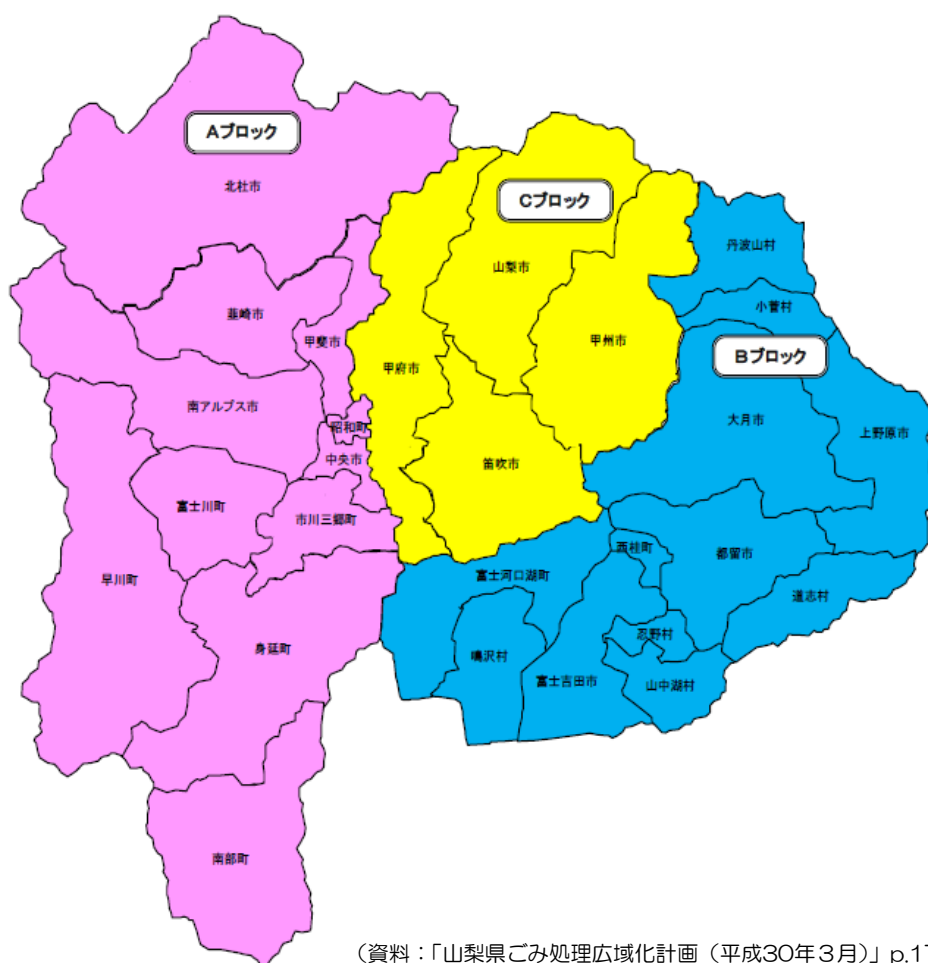 Aブロック
北杜市
Cブロック
山梨市
丹波山村
小菅村
韮崎市
甲斐市
甲府市
甲州市
Bブロック
南アルプス市
昭和町
中央市
大月市
上野原市
笛吹市
富士川町
市川三郷町
早川町
身延町
富士河口湖町
西桂町
都留市
道志村
鳴沢村
忍野村
富士吉田市
山中湖村
南部町
(資料:「山梨県ごみ処理広域化計画(平成30年3月)」p.17